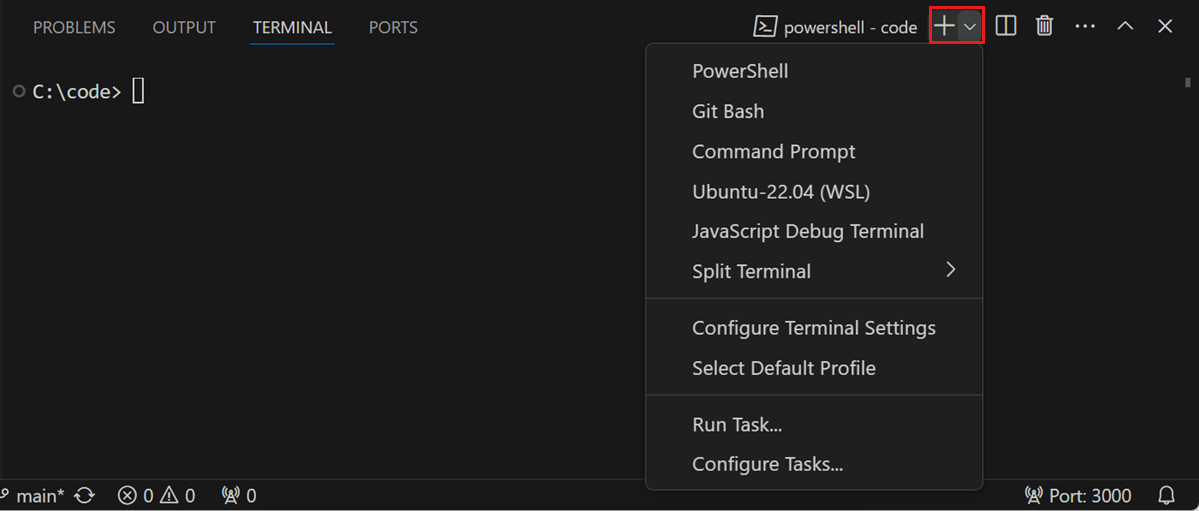 PROBLEMS OUTPUT TERMINAL PORTS powershell - code
C:\code>
PowerShell
Git Bash
Command Prompt
Ubuntu-22.04 (WSL)
JavaScript Debug Terminal
Split Terminal
Configure Terminal Settings
Select Default Profile
Run Task...
Configure Tasks...
main* 0 0 0 Port: 3000